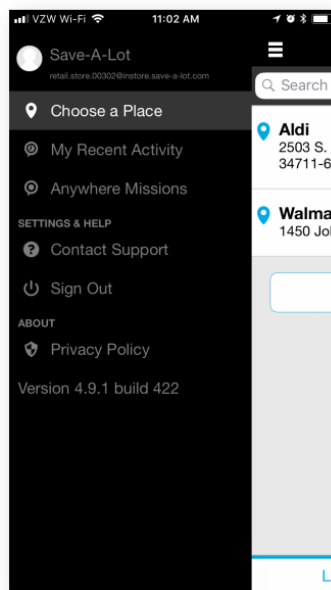 VZW Wi-Fi 11:02 AM
Save-A-Lot
retail.store.00302@instore.save-a-lot.com
Choose a Place
My Recent Activity
Anywhere Missions
SETTINGS & HELP
Contact Support
Sign Out
ABOUT
Privacy Policy
Version 4.9.1 build 422
Search
Aldi
2503 S.
34711-6
Walma
1450 Jo
L